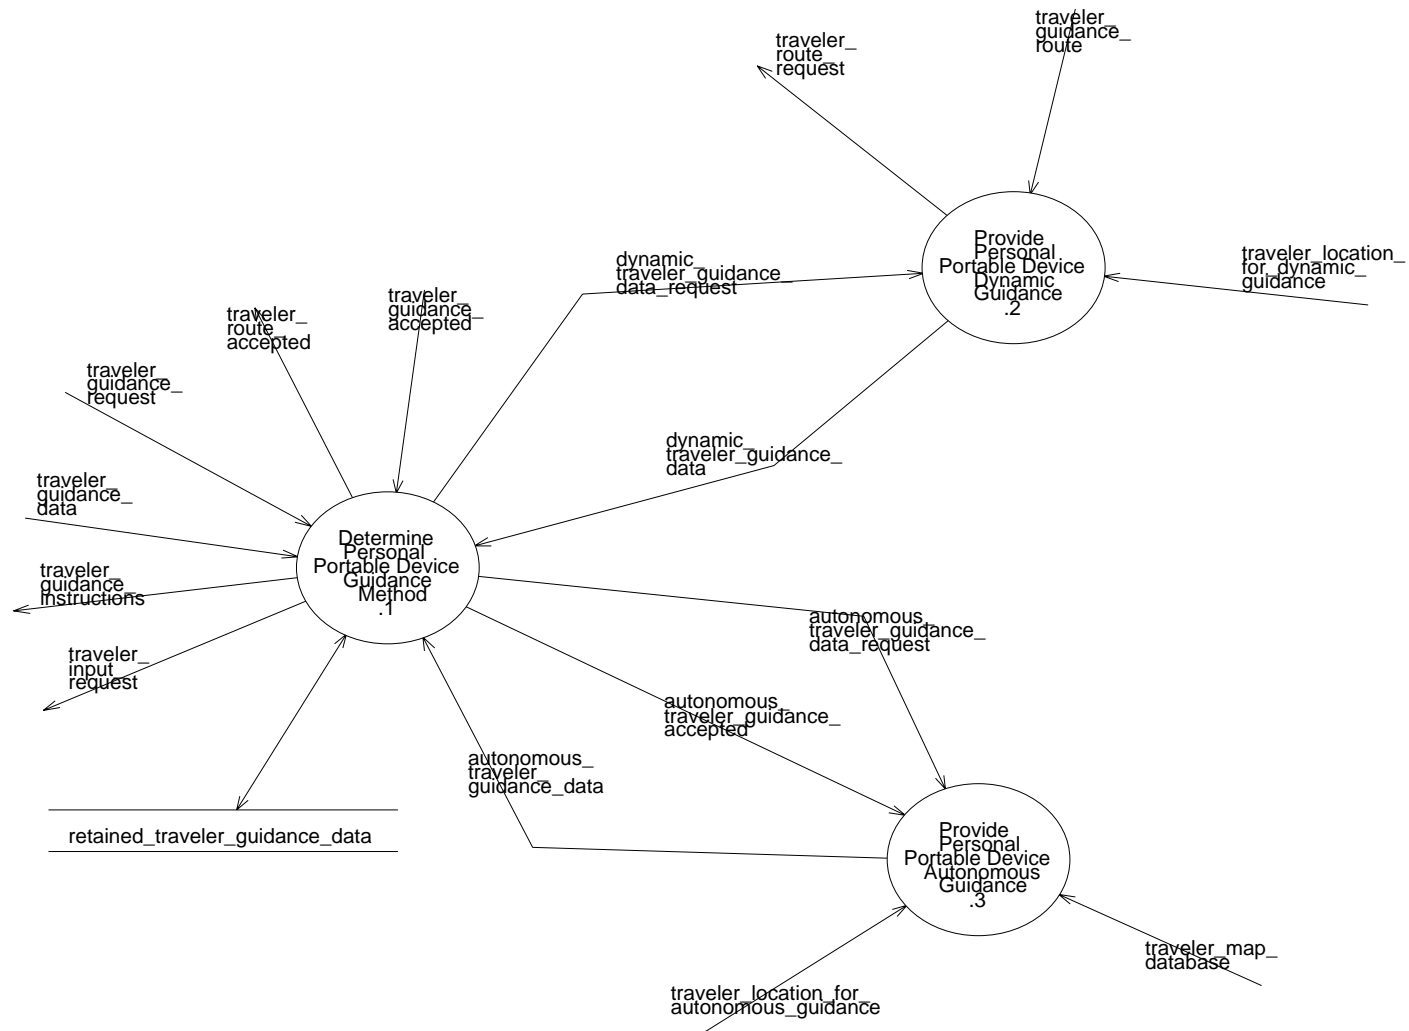 traveler_
guidance_
route
traveler_
route_
request
Provide
Personal
Portable Device
Dynamic
Guidance
.2
traveler_location_
for_dynamic_
guidance
dynamic_
traveler_guidance_
data_request
traveler_
guidance_
accepted
traveler_
route_
accepted
traveler_
guidance_
request
dynamic_
traveler_guidance_
data
traveler_
guidance_
data
Determine
Personal
Portable Device
Guidance
Method
.1
traveler_
guidance_
instructions
autonomous_
traveler_guidance_
data_request
traveler_
input_
request
autonomous_
traveler_guidance_
accepted
autonomous_
traveler_
guidance_data
retained_traveler_guidance_data
Provide
Personal
Portable Device
Autonomous
Guidance
.3
traveler_map_
database
traveler_location_for_
autonomous_guidance